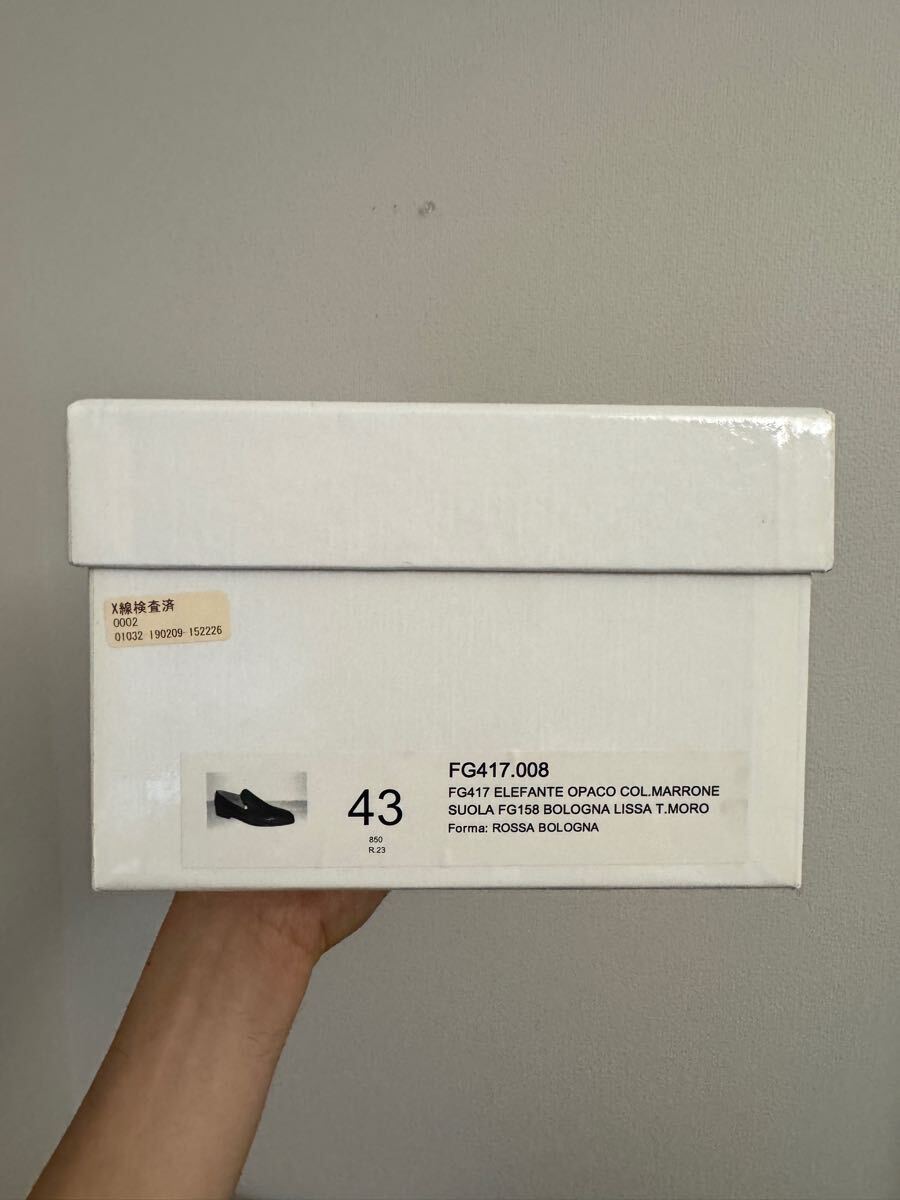 X線検査済
0002
01032 190209-152226
43
850
R.23
FG417.008
FG417 ELEFANTE OPACO COL.MARRONE
SUOLA FG158 BOLOGNA LISSA T.MORO
Forma: ROSSA BOLOGNA